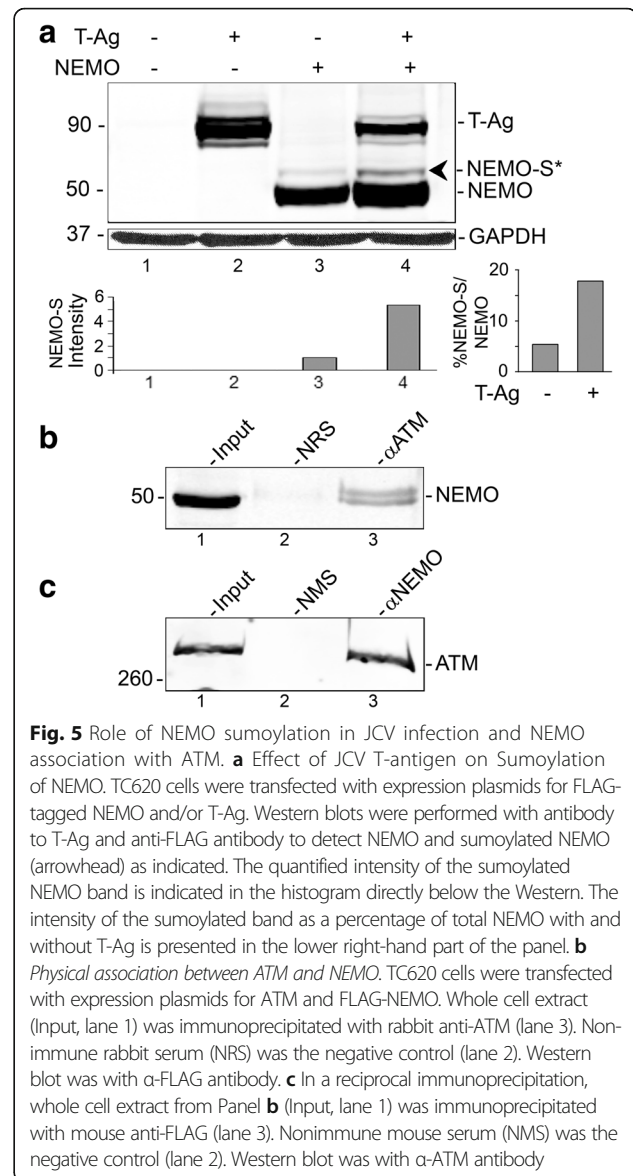 a
T-Ag - + - +
NEMO - - + +
90 - -T-Ag
-NEMO-S*
50 - -NEMO
37 - -GAPDH
1 2 3 4
NEMO-S
Intensity
6
4
2
0
1 2 3 4
%NEMO-S/
NEMO
20
10
0
T-Ag - +
b
-Input -NRS -αATM
50 - -NEMO
1 2 3
c
-Input -NMS -αNEMO
-ATM
260 -
1 2 3
Fig. 5 Role of NEMO sumoylation in JCV infection and NEMO
association with ATM. a Effect of JCV T-antigen on Sumoylation
of NEMO. TC620 cells were transfected with expression plasmids for FLAG-
tagged NEMO and/or T-Ag. Western blots were performed with antibody
to T-Ag and anti-FLAG antibody to detect NEMO and sumoylated NEMO
(arrowhead) as indicated. The quantified intensity of the sumoylated
NEMO band is indicated in the histogram directly below the Western. The
intensity of the sumoylated band as a percentage of total NEMO with and
without T-Ag is presented in the lower right-hand part of the panel. b
Physical association between ATM and NEMO. TC620 cells were transfected
with expression plasmids for ATM and FLAG-NEMO. Whole cell extract
(Input, lane 1) was immunoprecipitated with rabbit anti-ATM (lane 3). Non-
immune rabbit serum (NRS) was the negative control (lane 2). Western
blot was with α-FLAG antibody. c In a reciprocal immunoprecipitation,
whole cell extract from Panel b (Input, lane 1) was immunoprecipitated
with mouse anti-FLAG (lane 3). Nonimmune mouse serum (NMS) was the
negative control (lane 2). Western blot was with α-ATM antibody